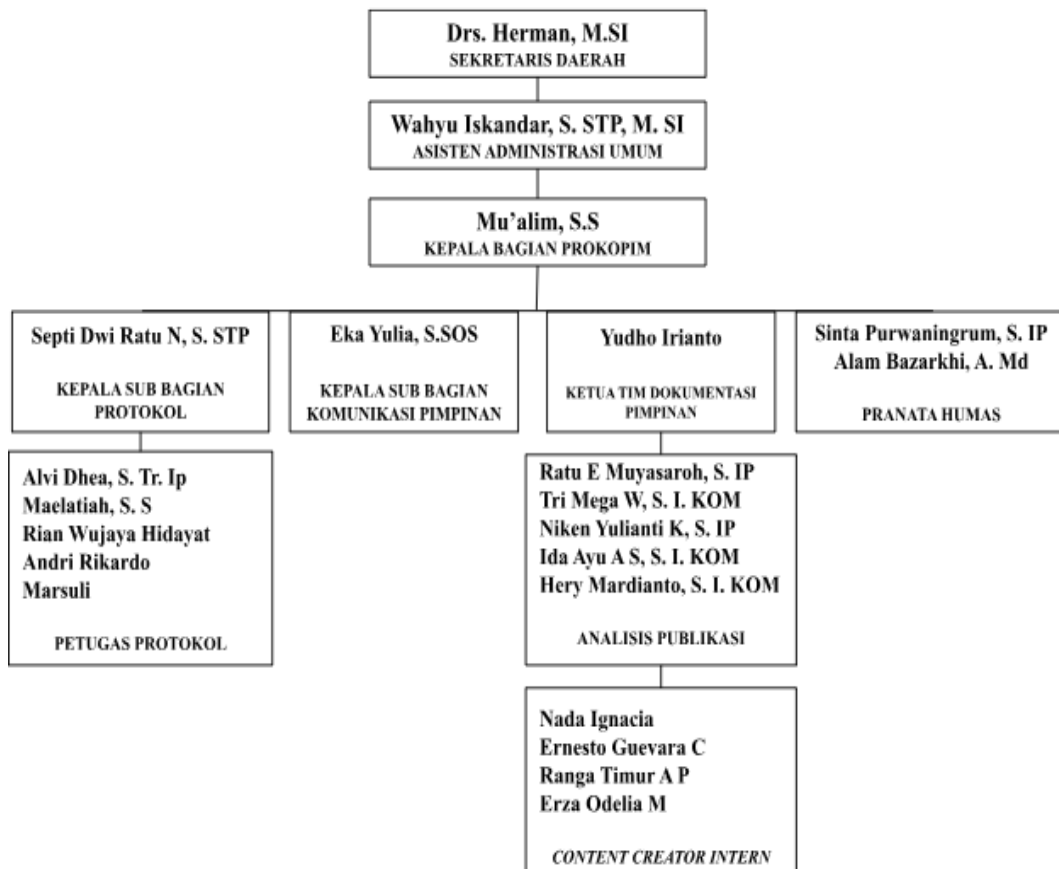 Drs. Herman, M.SI
SEKRETARIS DAERAH
Wahyu Iskandar, S. STP, M. SI
ASISTEN ADMINISTRASI UMUM
Mu’alim, S.S
KEPALA BAGIAN PROKOPIM
Septi Dwi Ratu N, S. STP
KEPALA SUB BAGIAN
PROTOKOL
Eka Yulia, S.SOS
KEPALA SUB BAGIAN
KOMUNIKASI PIMPINAN
Yudho Irianto
KETUA TIM DOKUMENTASI
PIMPINAN
Sinta Purwaningrum, S. IP
Alam Bazarkhi, A. Md
PRANATA HUMAS
Alvi Dhea, S. Tr. Ip
Maelatiah, S. S
Rian Wujaya Hidayat
Andri Rikardo
Marsuli
PETUGAS PROTOKOL
Ratu E Muyasaroh, S. IP
Tri Mega W, S. I. KOM
Niken Yulianti K, S. IP
Ida Ayu A S, S. I. KOM
Hery Mardianto, S. I. KOM
ANALISIS PUBLIKASI
Nada Ignacia
Ernesto Guevara C
Ranga Timur A P
Erza Odelia M
CONTENT CREATOR INTERN